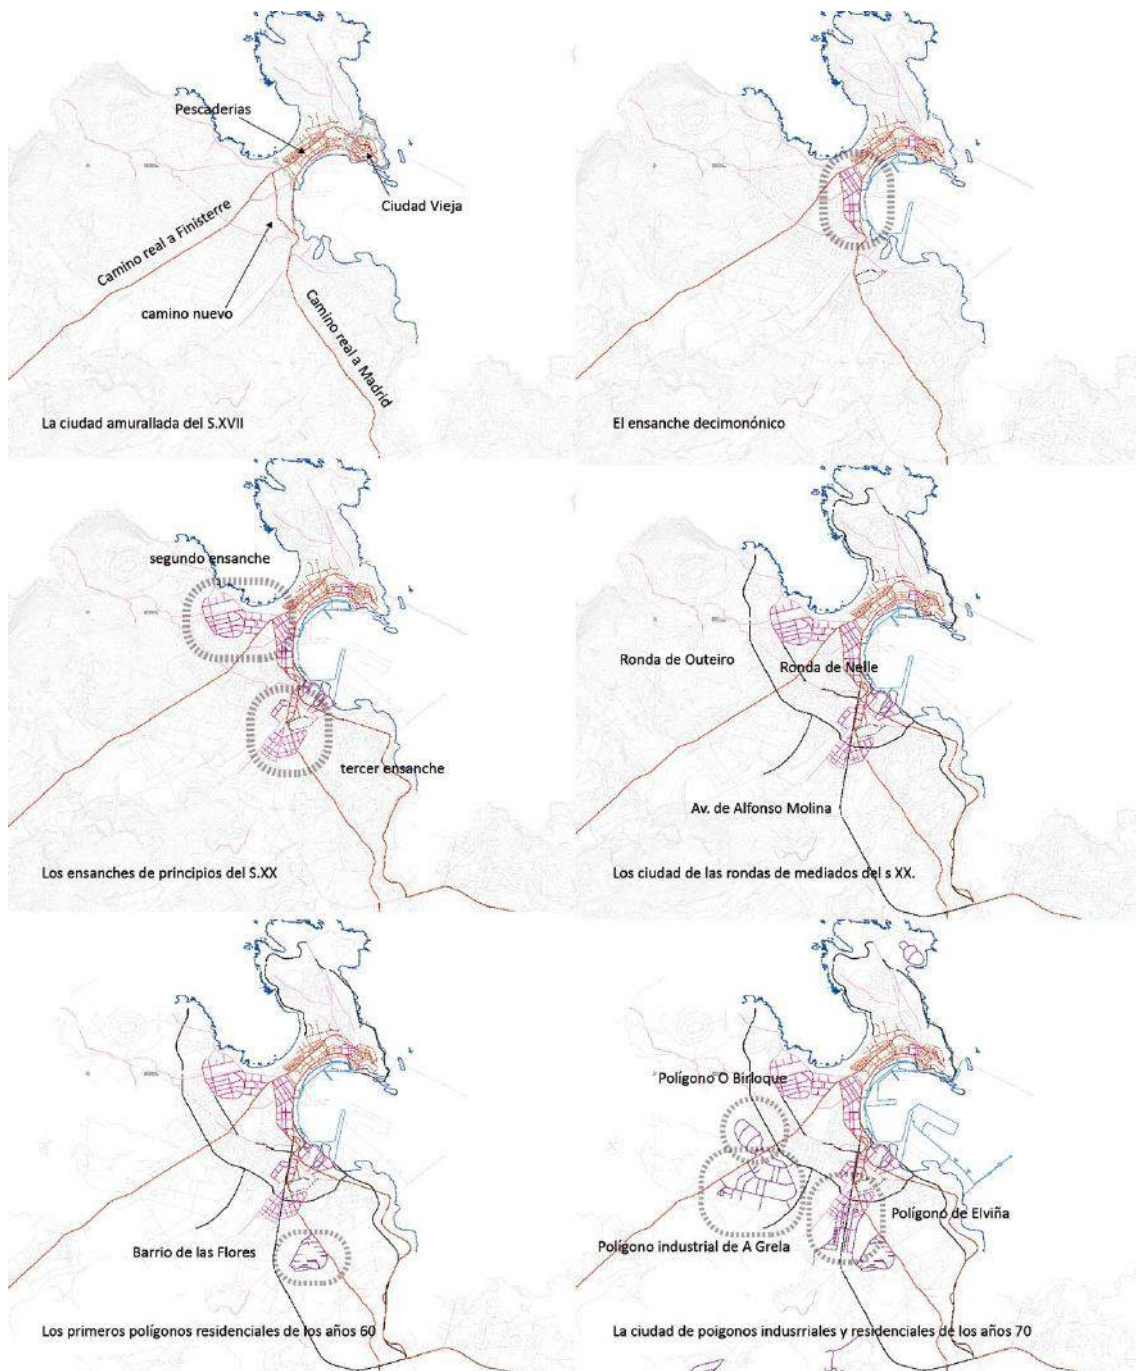 Pescaderias
Ciudad Vieja
Camino real a Finisterre
camino nuevo
Camino real a Madrid
La ciudad amurallada del S.XVII
El ensanche decimonónico
segundo ensanche
tercer ensanche
Los ensanches de principios del S.XX
Ronda de Outeiro
Ronda de Nelle
Av. de Alfonso Molina
Los ciudad de las rondas de mediados del s XX.
Barrio de las Flores
Los primeros polígonos residenciales de los años 60
Polígono O Birloque
Polígono de Elviña
Polígono industrial de A Grela
La ciudad de poigonos indusrriales y residenciales de los años 70